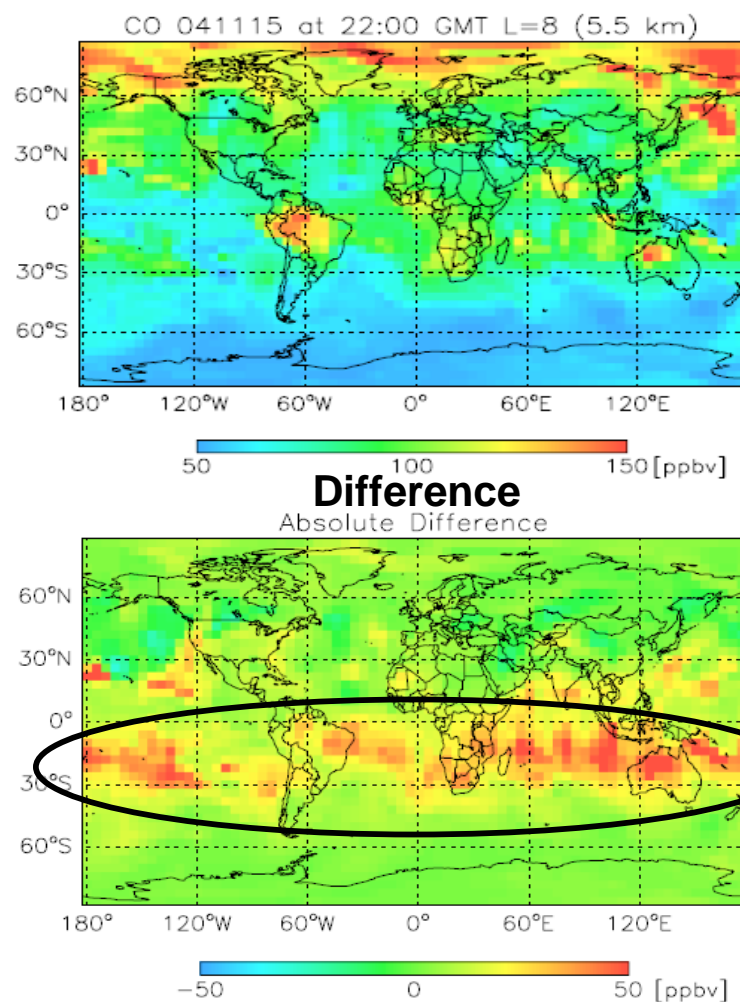 CO 041115 at 22:00 GMT L=8 (5.5 km)
60°N
30°N
0°
30°S
60°S
180° 120°W 60°W 0° 60°E 120°E
50 100 150 [ppbv]
Difference
Absolute Difference
60°N
30°N
0°
30°S
60°S
180° 120°W 60°W 0° 60°E 120°E
−50 0 50 [ppbv]